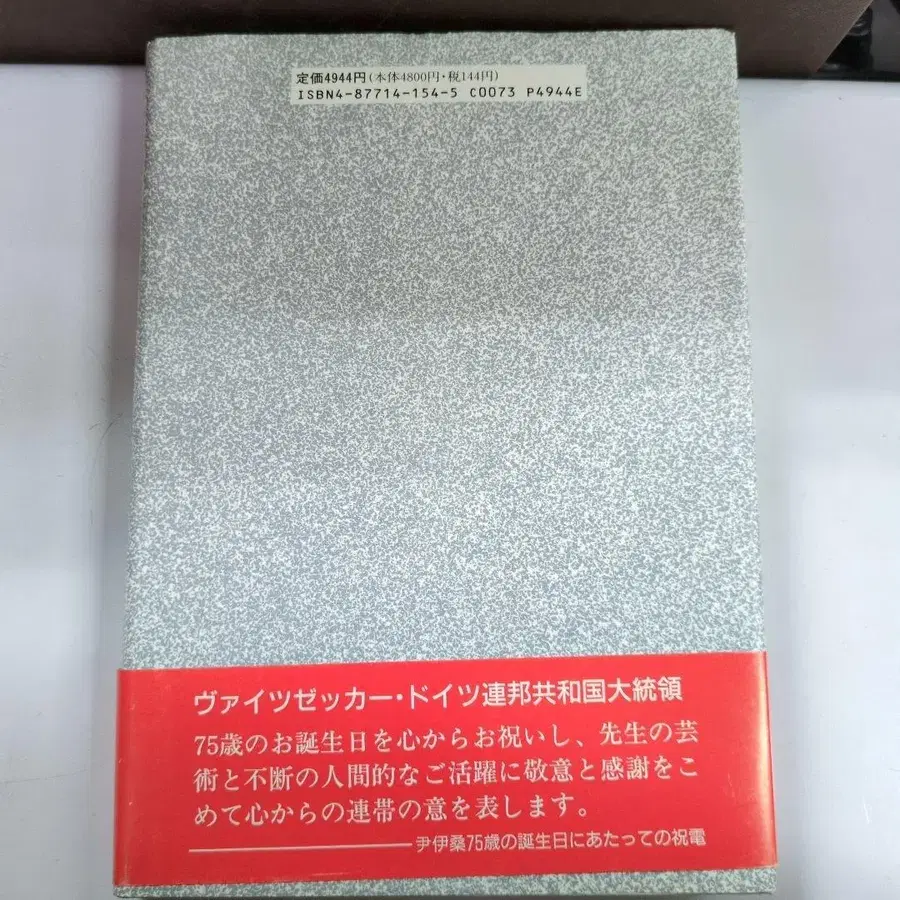 定価4944円(本体4800円・税144円)
ISBN4-87714-154-5 C0073 P4944E
ヴァイツゼッカー・ドイツ連邦共和国大統領
75歳のお誕生日を心からお祝いし、先生の芸
術と不断の人間的なご活躍に敬意と感謝をこ
めて心からの連帯の意を表します。
――尹伊桑75歳の誕生日にあたっての祝電